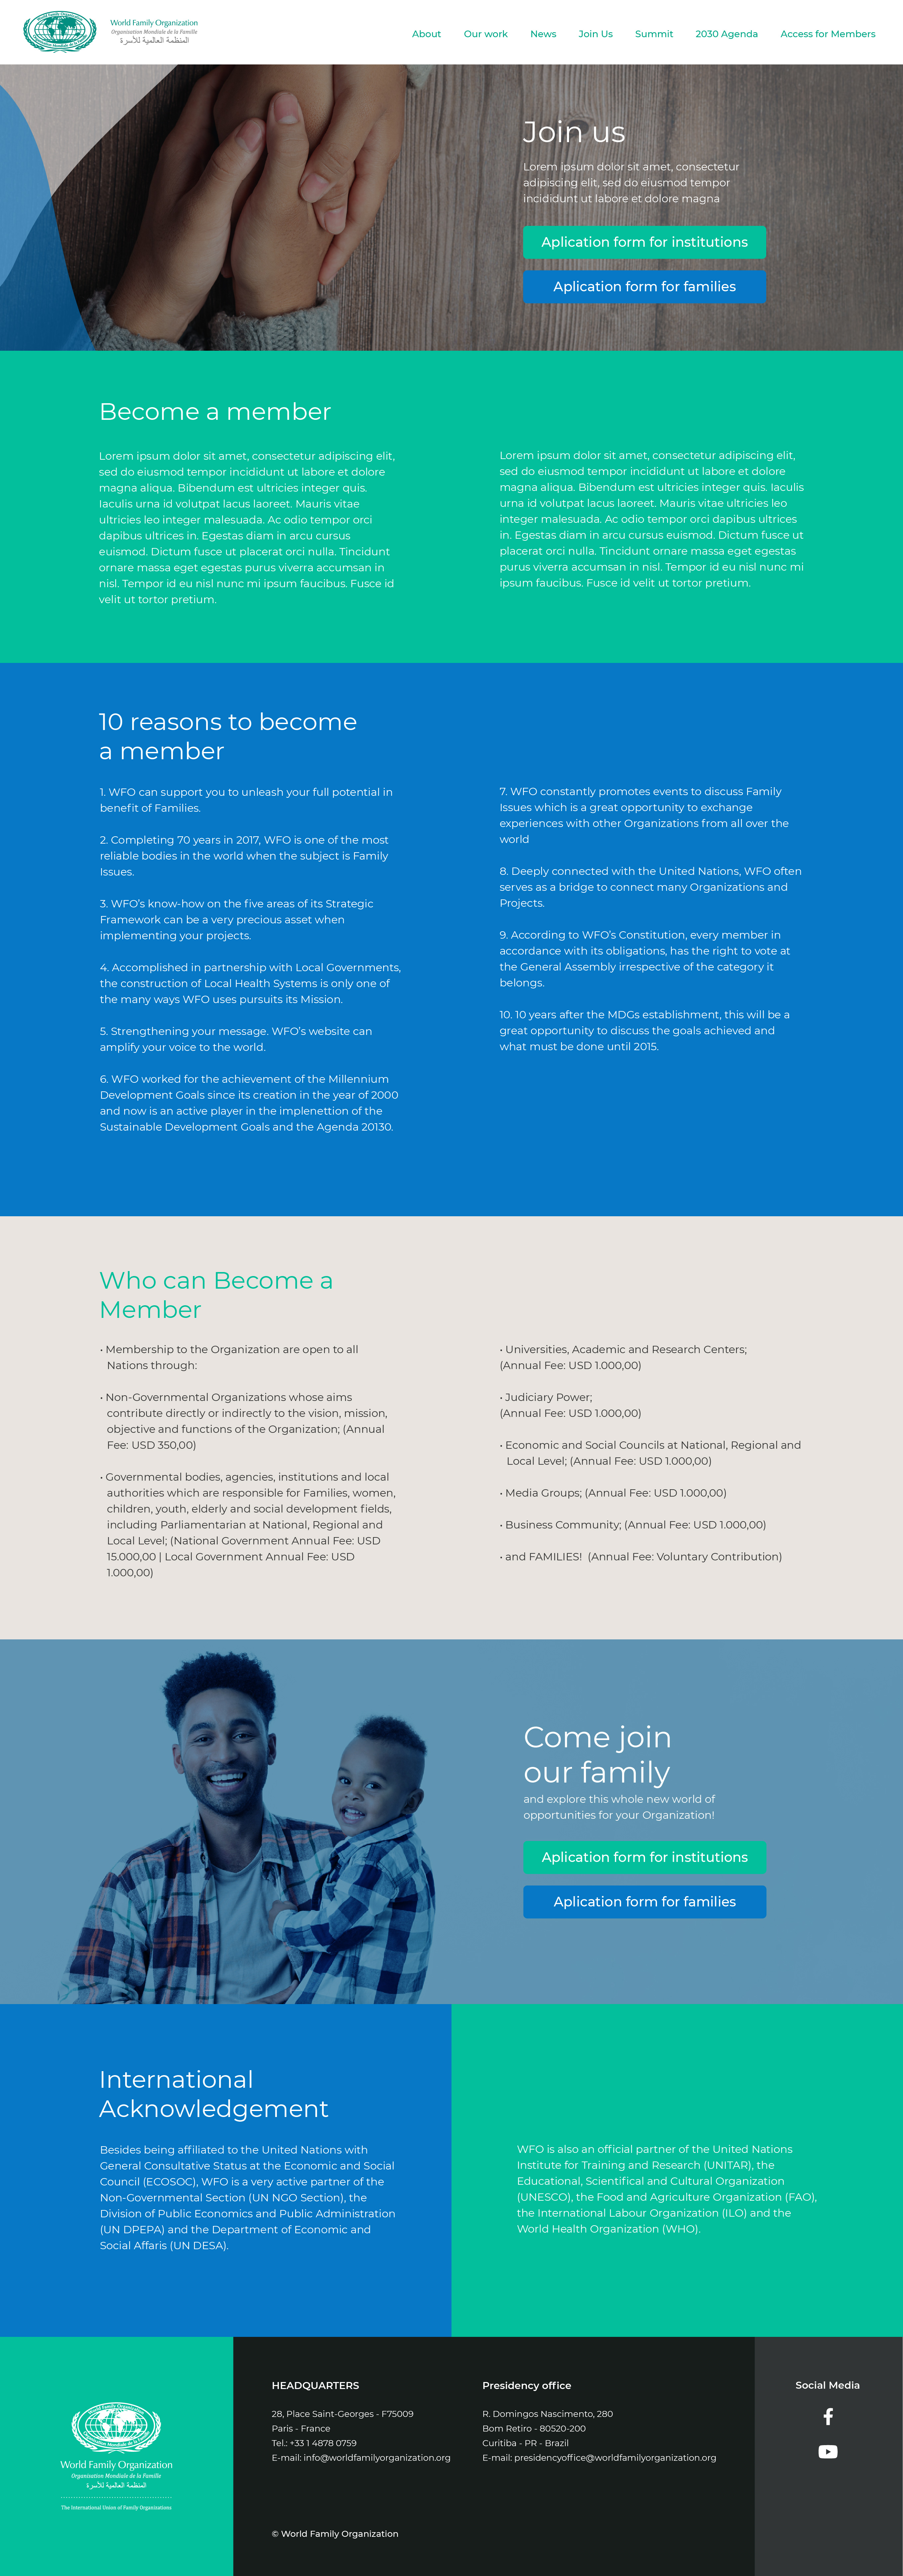 World Family Organization
Organisation Mondiale de la Famille
المنظمة العالمية للأسرة
About
Our work
News
Join Us
Summit
2030 Agenda
Access for Members
Join us
Lorem ipsum dolor sit amet, consectetur
adipiscing elit, sed do eiusmod tempor
incididunt ut labore et dolore magna
Aplication form for institutions
Aplication form for families
Become a member
Lorem ipsum dolor sit amet, consectetur adipiscing elit,
sed do eiusmod tempor incididunt ut labore et dolore
magna aliqua. Bibendum est ultricies integer quis.
Iaculis urna id volutpat lacus laoreet. Mauris vitae
ultricies leo integer malesuada. Ac odio tempor orci
dapibus ultrices in. Egestas diam in arcu cursus
euismod. Dictum fusce ut placerat orci nulla. Tincidunt
ornare massa eget egestas purus viverra accumsan in
nisl. Tempor id eu nisl nunc mi ipsum faucibus. Fusce id
velit ut tortor pretium.
Lorem ipsum dolor sit amet, consectetur adipiscing elit,
sed do eiusmod tempor incididunt ut labore et dolore
magna aliqua. Bibendum est ultricies integer quis. Iaculis
urna id volutpat lacus laoreet. Mauris vitae ultricies leo
integer malesuada. Ac odio tempor orci dapibus ultrices
in. Egestas diam in arcu cursus euismod. Dictum fusce ut
placerat orci nulla. Tincidunt ornare massa eget egestas
purus viverra accumsan in nisl. Tempor id eu nisl nunc mi
ipsum faucibus. Fusce id velit ut tortor pretium.
10 reasons to become
a member
1. WFO can support you to unleash your full potential in
benefit of Families.
2. Completing 70 years in 2017, WFO is one of the most
reliable bodies in the world when the subject is Family
Issues.
3. WFO's know-how on the five areas of its Strategic
Framework can be a very precious asset when
implementing your projects.
4. Accomplished in partnership with Local Governments,
the construction of Local Health Systems is only one of
the many ways WFO uses pursuits its Mission.
5. Strengthening your message. WFO's website can
amplify your voice to the world.
6. WFO worked for the achievement of the Millennium
Development Goals since its creation in the year of 2000
and now is an active player in the implenettion of the
Sustainable Development Goals and the Agenda 20130.
7. WFO constantly promotes events to discuss Family
Issues which is a great opportunity to exchange
experiences with other Organizations from all over the
world
8. Deeply connected with the United Nations, WFO often
serves as a bridge to connect many Organizations and
Projects.
9. According to WFO's Constitution, every member in
accordance with its obligations, has the right to vote at
the General Assembly irrespective of the category it
belongs.
10. 10 years after the MDGs establishment, this will be a
great opportunity to discuss the goals achieved and
what must be done until 2015.
Who can Become a
Member
• Membership to the Organization are open to all
Nations through:
• Non-Governmental Organizations whose aims
contribute directly or indirectly to the vision, mission,
objective and functions of the Organization; (Annual
Fee: USD 350,00)
• Governmental bodies, agencies, institutions and local
authorities which are responsible for Families, women,
children, youth, elderly and social development fields,
including Parliamentarian at National, Regional and
Local Level; (National Government Annual Fee: USD
15.000,00 | Local Government Annual Fee: USD
1.000,00)
• Universities, Academic and Research Centers;
(Annual Fee: USD 1.000,00)
• Judiciary Power;
(Annual Fee: USD 1.000,00)
• Economic and Social Councils at National, Regional and
Local Level; (Annual Fee: USD 1.000,00)
• Media Groups; (Annual Fee: USD 1.000,00)
• Business Community; (Annual Fee: USD 1.000,00)
• and FAMILIES! (Annual Fee: Voluntary Contribution)
Come join
our family
and explore this whole new world of
opportunities for your Organization!
Aplication form for institutions
Aplication form for families
International
Acknowledgement
Besides being affiliated to the United Nations with
General Consultative Status at the Economic and Social
Council (ECOSOC), WFO is a very active partner of the
Non-Governmental Section (UN NGO Section), the
Division of Public Economics and Public Administration
(UN DPEPA) and the Department of Economic and
Social Affaris (UN DESA).
WFO is also an official partner of the United Nations
Institute for Training and Research (UNITAR), the
Educational, Scientifical and Cultural Organization
(UNESCO), the Food and Agriculture Organization (FAO),
the International Labour Organization (ILO) and the
World Health Organization (WHO).
World Family Organization
Organisation Mondiale de la Famille
المنظمة العالمية للأسرة
The International Union of Family Organizations
HEADQUARTERS
28, Place Saint-Georges - F75009
Paris - France
Tel.: +33 1 4878 0759
E-mail: info@worldfamilyorganization.org
Presidency office
R. Domingos Nascimento, 280
Bom Retiro - 80520-200
Curitiba - PR - Brazil
E-mail: presidencyoffice@worldfamilyorganization.org
Social Media
© World Family Organization